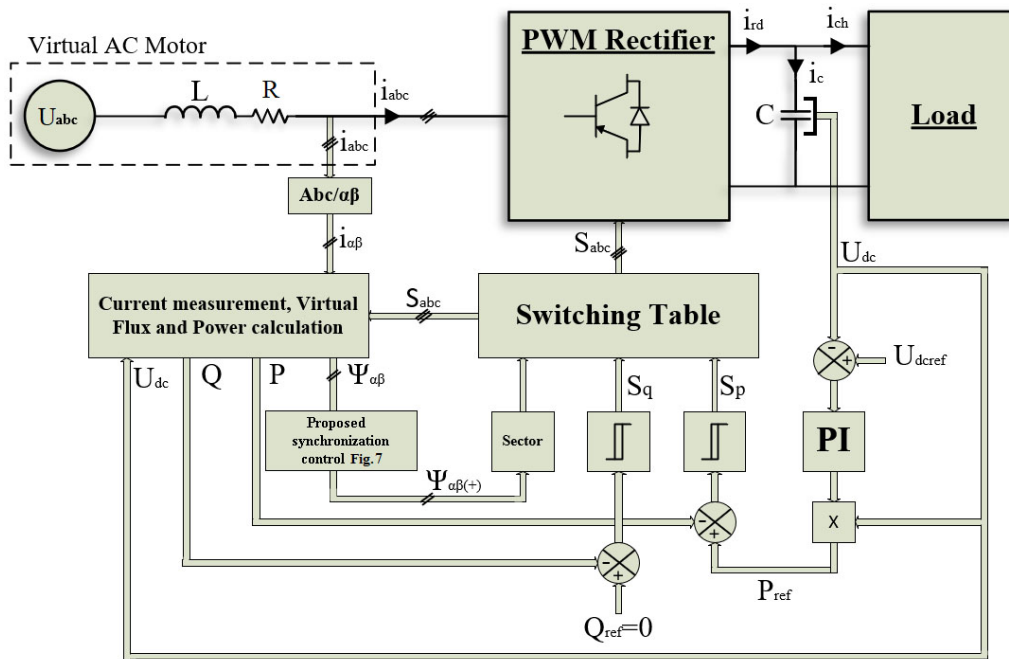 Virtual AC Motor
Uabc
L
R
iabc
iabc
Abc/αβ
iαβ
PWM Rectifier
ird
ich
ic
C
Load
Sabc
Udc
Current measurement, Virtual
Flux and Power calculation
Sabc
Switching Table
Udcref
Udc
Q
P
Ψαβ
Sq
Sp
- +
Proposed
synchronization
control Fig. 7
Sector
PI
Ψαβ(+)
X
-
+
-
+
Pref
Qref=0